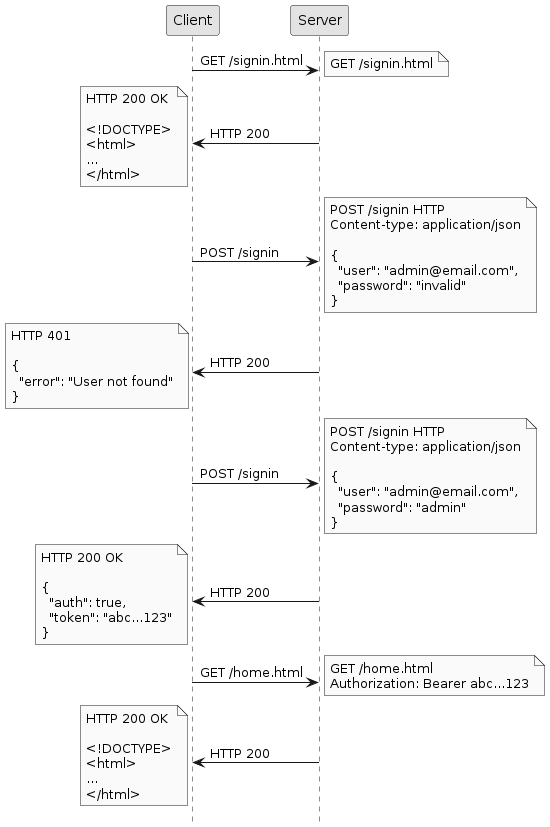 Client
Server
GET /signin.html
GET /signin.html
HTTP 200 OK
<!DOCTYPE>
<html>
...
</html>
HTTP 200
POST /signin
POST /signin HTTP
Content-type: application/json
{
"user": "admin@email.com",
"password": "invalid"
}
HTTP 401
{
"error": "User not found"
}
HTTP 200
POST /signin
POST /signin HTTP
Content-type: application/json
{
"user": "admin@email.com",
"password": "admin"
}
HTTP 200 OK
{
"auth": true,
"token": "abc...123"
}
HTTP 200
GET /home.html
GET /home.html
Authorization: Bearer abc...123
HTTP 200 OK
<!DOCTYPE>
<html>
...
</html>
HTTP 200